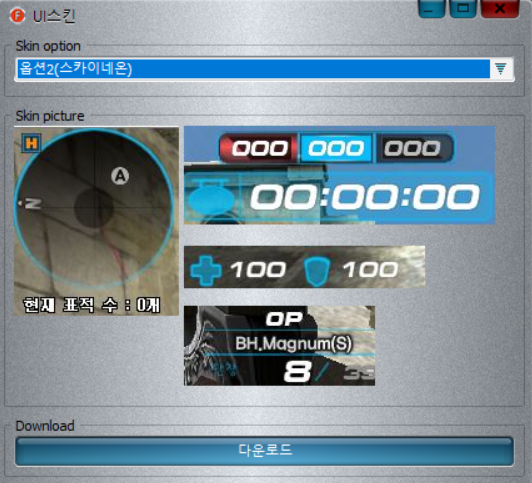 UI스킨
Skin option
옵션2(스카이네온)
Skin picture
H
A
N
현재 표적 수 : 0개
000 000 000
00:00:00
100 100
OP
BH.Magnum(S)
8/ 33
Download
다운로드